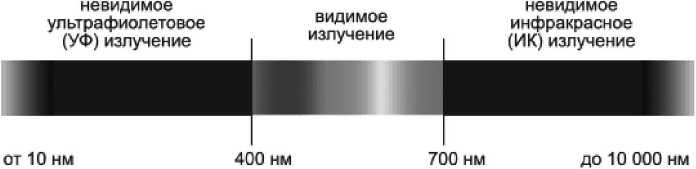 невидимое
ультрафиолетовое
(УФ) излучение
видимое
излучение
невидимое
инфракрасное
(ИК) излучение
от 10 нм
400 нм
700 нм
до 10 000 нм